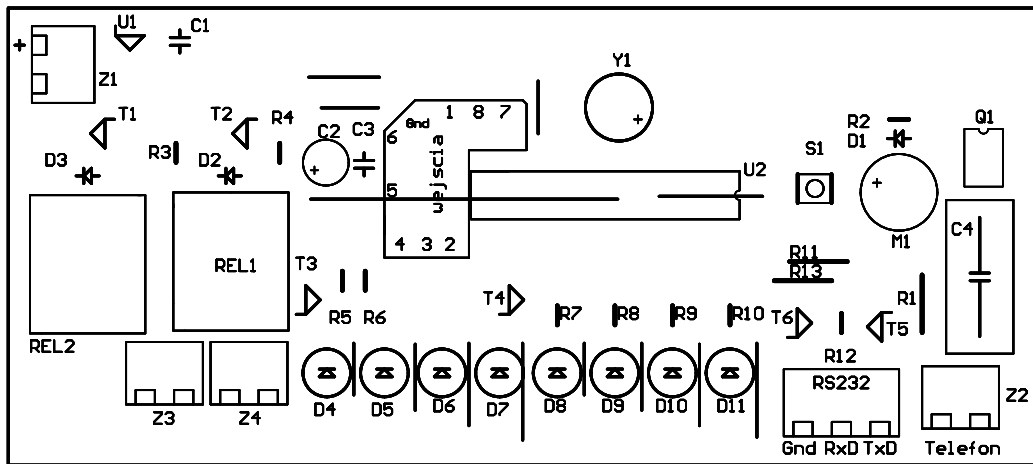 U1
C1
+
Z1
Y1
T1
T2
R4
C2
C3
Gnd
1 8 7
6
+
R2
Q1
D1
R3
D3
D2
+
wejscia
5
U2
S1
+
M1
C4
4 3 2
REL1
T3
R11
R13
T4
R1
R5 R6
R7
R8
R9
R10
T6
T5
REL2
R12
RS232
Z3
Z4
D4
D5
D6
D7
D8
D9
D10
D11
Z2
Gnd RxD TxD
Telefon